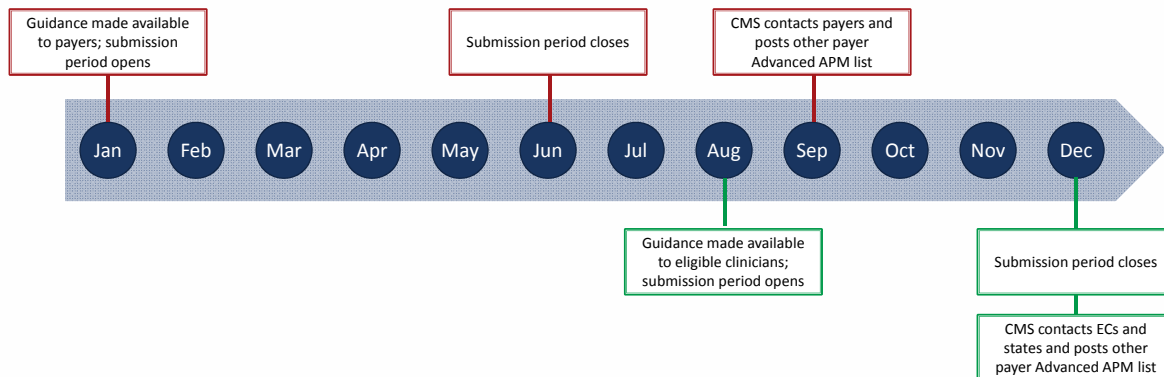 Guidance made available
to payers; submission
period opens
Submission period closes
CMS contacts payers and
posts other payer
Advanced APM list
Jan
Feb
Mar
Apr
May
Jun
Jul
Aug
Sep
Oct
Nov
Dec
Guidance made available
to eligible clinicians;
submission period opens
Submission period closes
CMS contacts ECs and
states and posts other
payer Advanced APM list